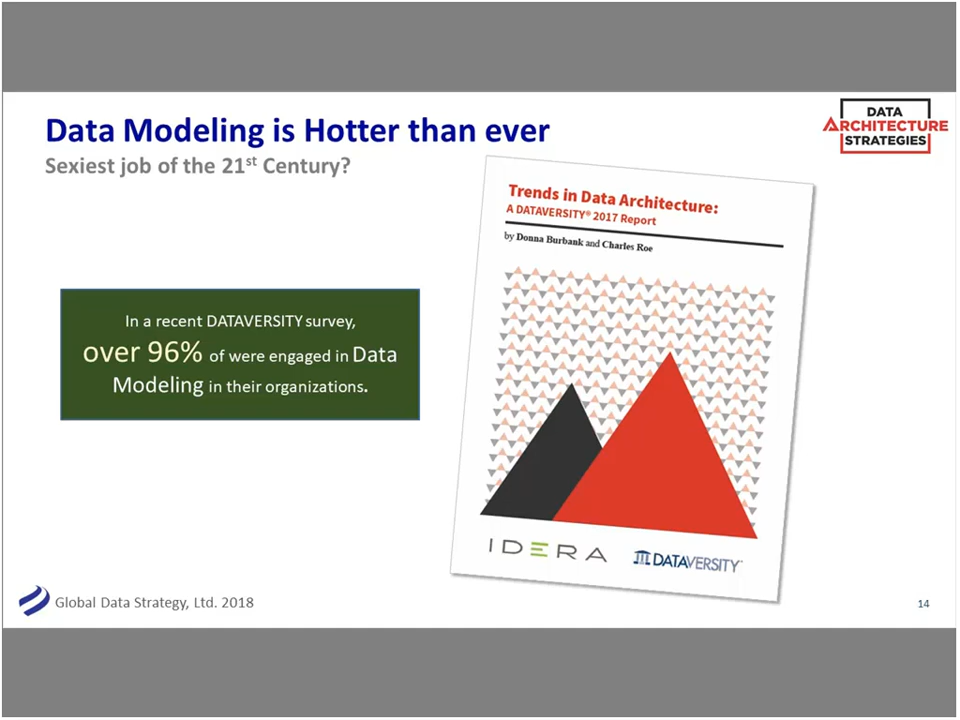 Data Modeling is Hotter than ever
Sexiest job of the 21st Century?
DATA
ARCHITECTURE
STRATEGIES
Trends in Data Architecture:
A DATAVERSITY® 2017 Report
by Donna Burbank and Charles Roe
In a recent DATAVERSITY survey,
over 96% of were engaged in Data
Modeling in their organizations.
IDERA
DATAVERSITY
Global Data Strategy, Ltd. 2018
14